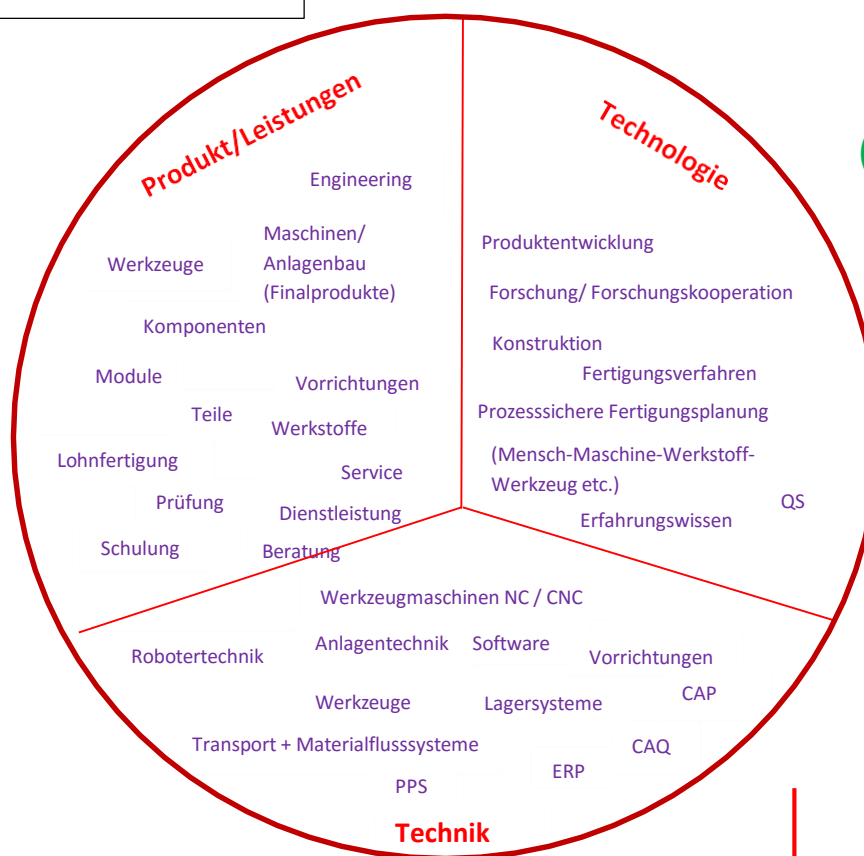 Produkt/Leistungen
Engineering
Maschinen/
Anlagenbau
(Finalprodukte)
Werkzeuge
Komponenten
Module
Vorrichtungen
Teile
Werkstoffe
Lohnfertigung
Service
Prüfung
Dienstleistung
Schulung
Beratung
Technologie
Produktentwicklung
Forschung/ Forschungskooperation
Konstruktion
Fertigungsverfahren
Prozesssichere Fertigungsplanung
(Mensch-Maschine-Werkstoff-
Werkzeug etc.)
QS
Erfahrungswissen
Werkzeugmaschinen NC / CNC
Robotertechnik
Anlagentechnik
Software
Vorrichtungen
Werkzeuge
Lagersysteme
CAP
Transport + Materialflusssysteme
CAQ
ERP
PPS
Technik